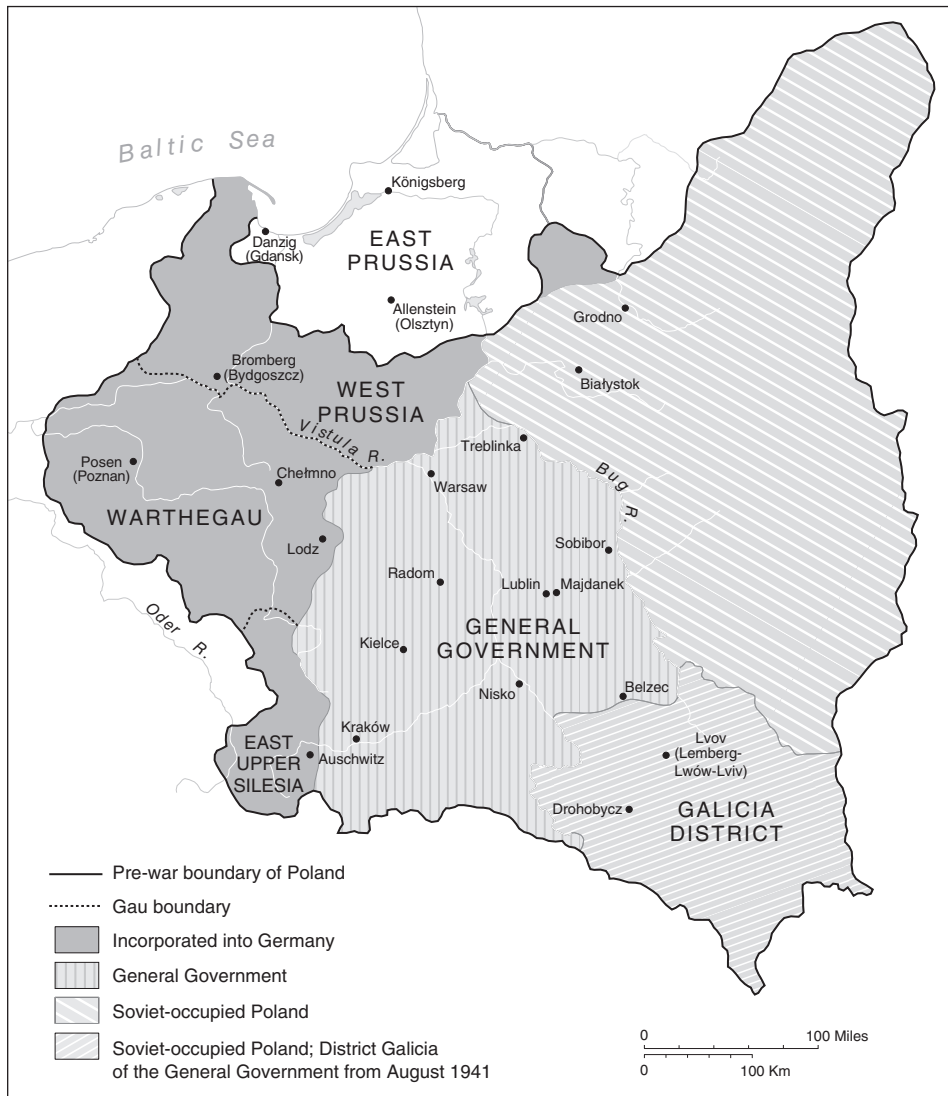 Baltic Sea
Königsberg
Danzig
(Gdansk)
EAST
PRUSSIA
Allenstein
(Olsztyn)
Grodno
Białystok
Bromberg
(Bydgoszcz)
WEST
PRUSSIA
Vistula R.
Treblinka
Bug R.
Posen
(Poznan)
Chełmno
Warsaw
WARTHEGAU
Lodz
Sobibor
Radom
Lublin
Majdanek
Oder R.
GENERAL
GOVERNMENT
Kielce
Nisko
Belzec
Kraków
EAST
UPPER
SILESIA
Auschwitz
Lvov
(Lemberg-
Lwów-Lviv)
Drohobycz
GALICIA
DISTRICT
Pre-war boundary of Poland
Gau boundary
Incorporated into Germany
General Government
Soviet-occupied Poland
Soviet-occupied Poland; District Galicia
of the General Government from August 1941
0 100 Miles
0 100 Km